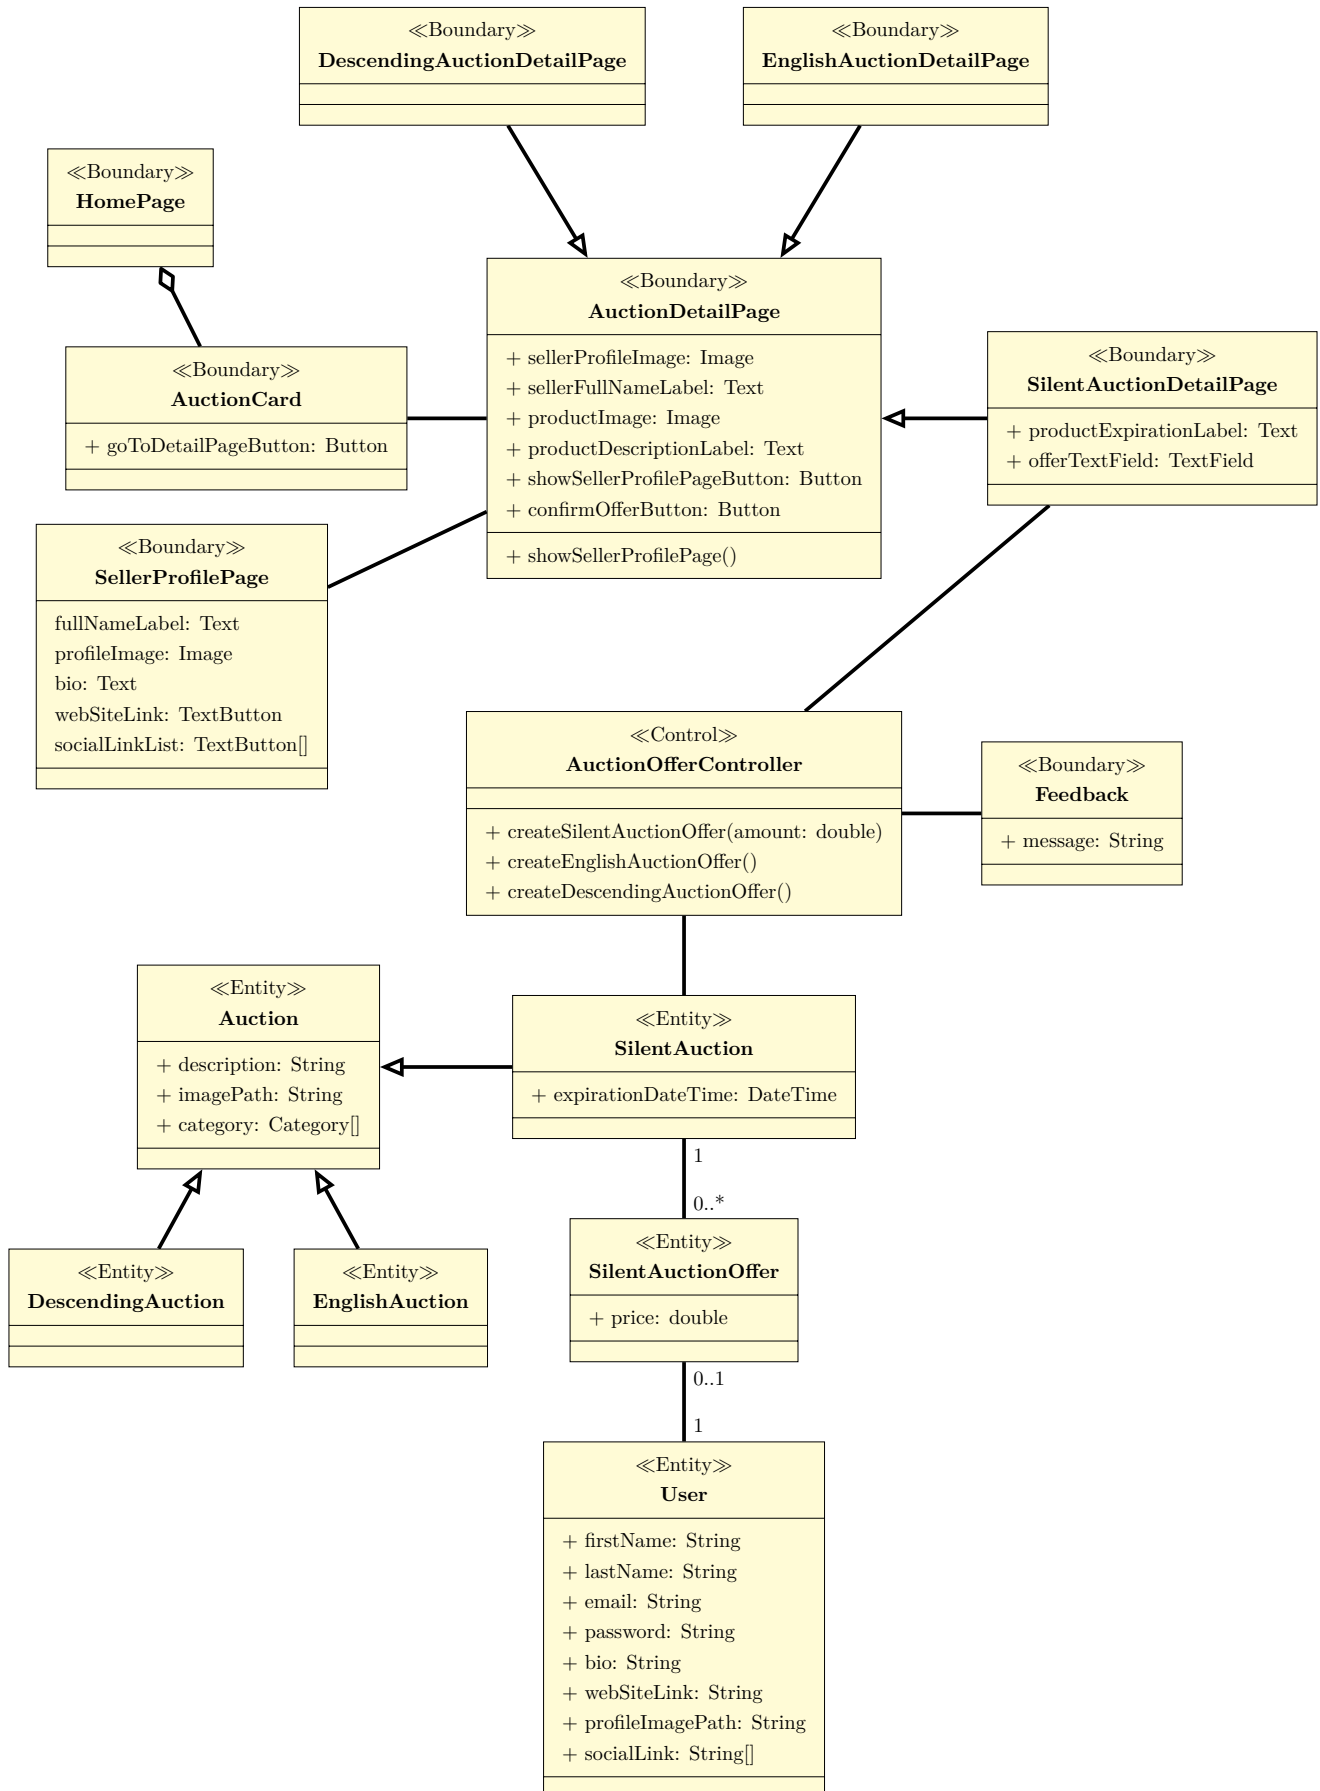 ≪Boundary≫
DescendingAuctionDetailPage
≪Boundary≫
EnglishAuctionDetailPage
≪Boundary≫
HomePage
≪Boundary≫
AuctionDetailPage
+ sellerProfileImage: Image
+ sellerFullNameLabel: Text
+ productImage: Image
+ productDescriptionLabel: Text
+ showSellerProfilePageButton: Button
+ confirmOfferButton: Button
+ showSellerProfilePage()
≪Boundary≫
AuctionCard
+ goToDetailPageButton: Button
≪Boundary≫
SilentAuctionDetailPage
+ productExpirationLabel: Text
+ offerTextField: TextField
≪Boundary≫
SellerProfilePage
fullNameLabel: Text
profileImage: Image
bio: Text
webSiteLink: TextButton
socialLinkList: TextButton[]
≪Control≫
AuctionOfferController
+ createSilentAuctionOffer(amount: double)
+ createEnglishAuctionOffer()
+ createDescendingAuctionOffer()
≪Boundary≫
Feedback
+ message: String
≪Entity≫
Auction
+ description: String
+ imagePath: String
+ category: Category[]
≪Entity≫
SilentAuction
+ expirationDateTime: DateTime
1
0..*
≪Entity≫
DescendingAuction
≪Entity≫
EnglishAuction
≪Entity≫
SilentAuctionOffer
+ price: double
0..1
1
≪Entity≫
User
+ firstName: String
+ lastName: String
+ email: String
+ password: String
+ bio: String
+ webSiteLink: String
+ profileImagePath: String
+ socialLink: String[]